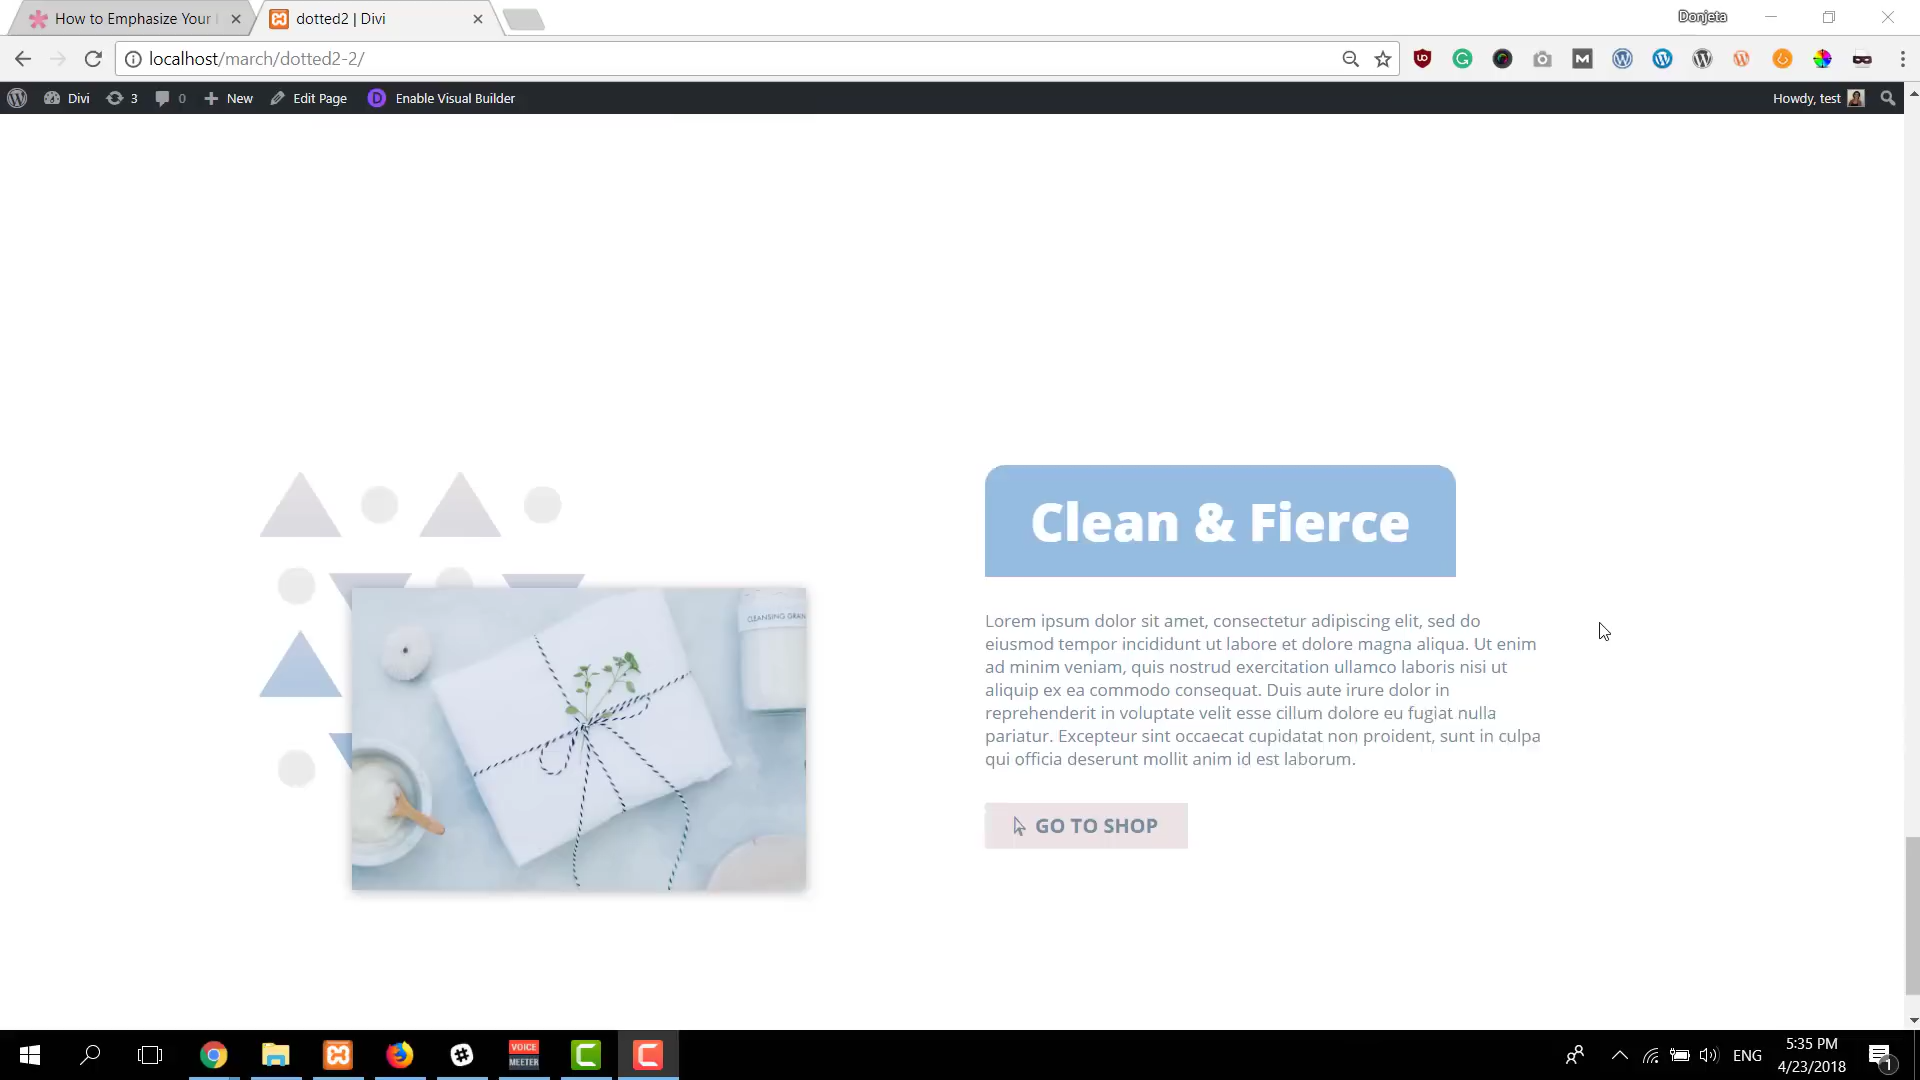 How to Emphasize Your
dotted2 | Divi
Donjeta
localhost/march/dotted2-2/
Divi
3
0
New
Edit Page
Enable Visual Builder
Howdy, test
Clean & Fierce
Lorem ipsum dolor sit amet, consectetur adipiscing elit, sed do
eiusmod tempor incididunt ut labore et dolore magna aliqua. Ut enim
ad minim veniam, quis nostrud exercitation ullamco laboris nisi ut
aliquip ex ea commodo consequat. Duis aute irure dolor in
reprehenderit in voluptate velit esse cillum dolore eu fugiat nulla
pariatur. Excepteur sint occaecat cupidatat non proident, sunt in culpa
qui officia deserunt mollit anim id est laborum.
GO TO SHOP
CLEANSING GRAN
VOICE
MEETER
ENG
5:35 PM
4/23/2018
1